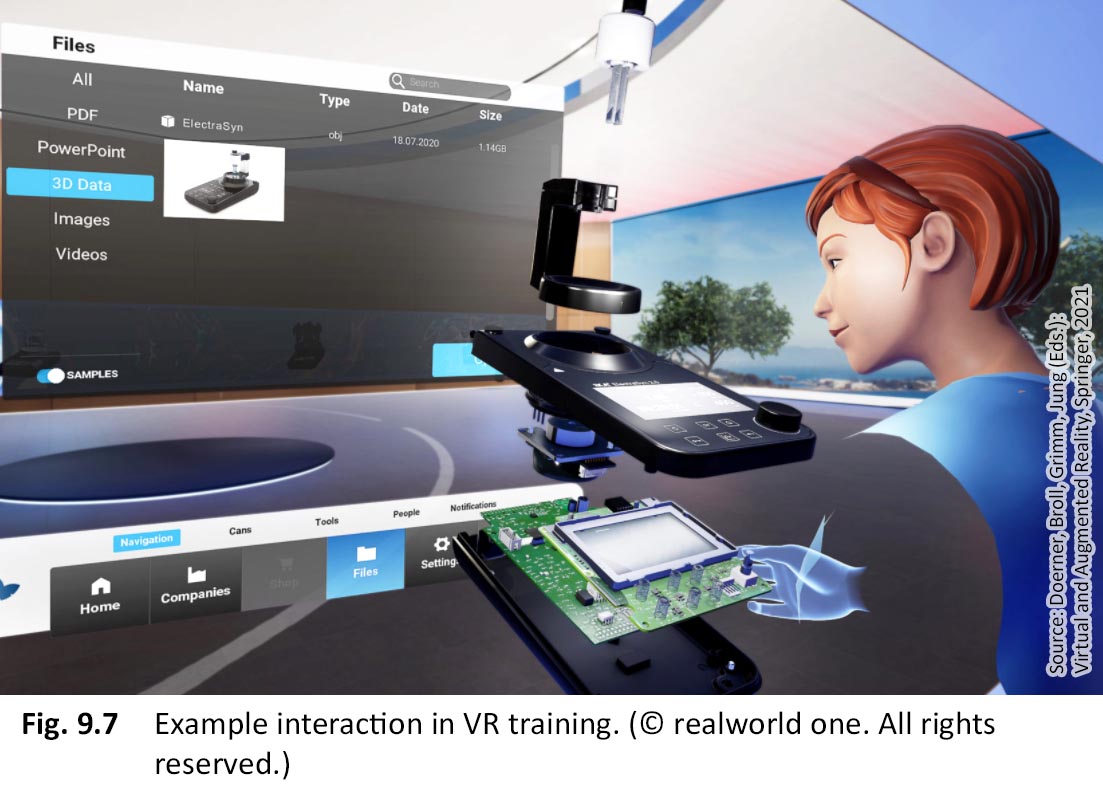 Files
All
PDF
PowerPoint
3D Data
Images
Videos
Search
Name Type Date Size
ElectraSyn obj 18.07.2020 1.14GB
SAMPLES
Navigation Cans Tools People Notifications
Home
Companies
Shop
Files
Setting
Source: Doerner, Broll, Grimm, Jung (Eds.):
Virtual and Augmented Reality, Springer, 2021
Fig. 9.7 Example interaction in VR training. (© realworld one. All rights
reserved.)